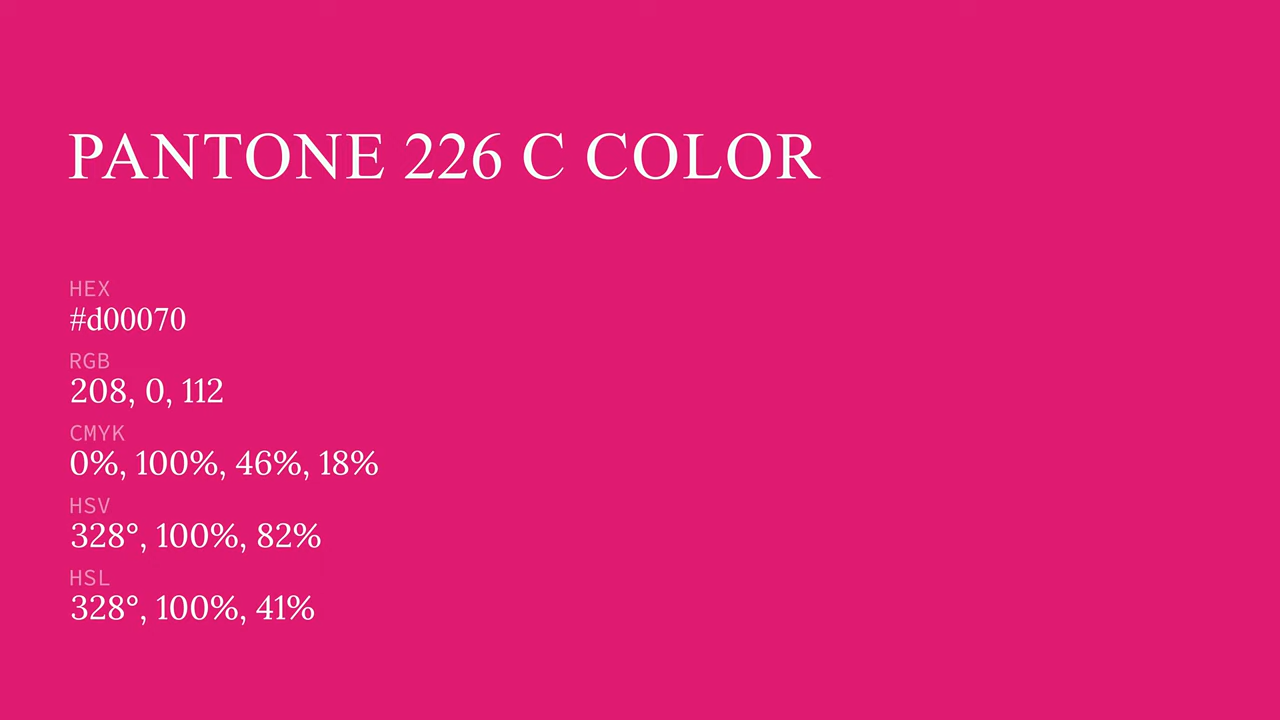 PANTONE 226 C COLOR
HEX
#d00070
RGB
208, 0, 112
CMYK
0%, 100%, 46%, 18%
HSV
328°, 100%, 82%
HSL
328°, 100%, 41%